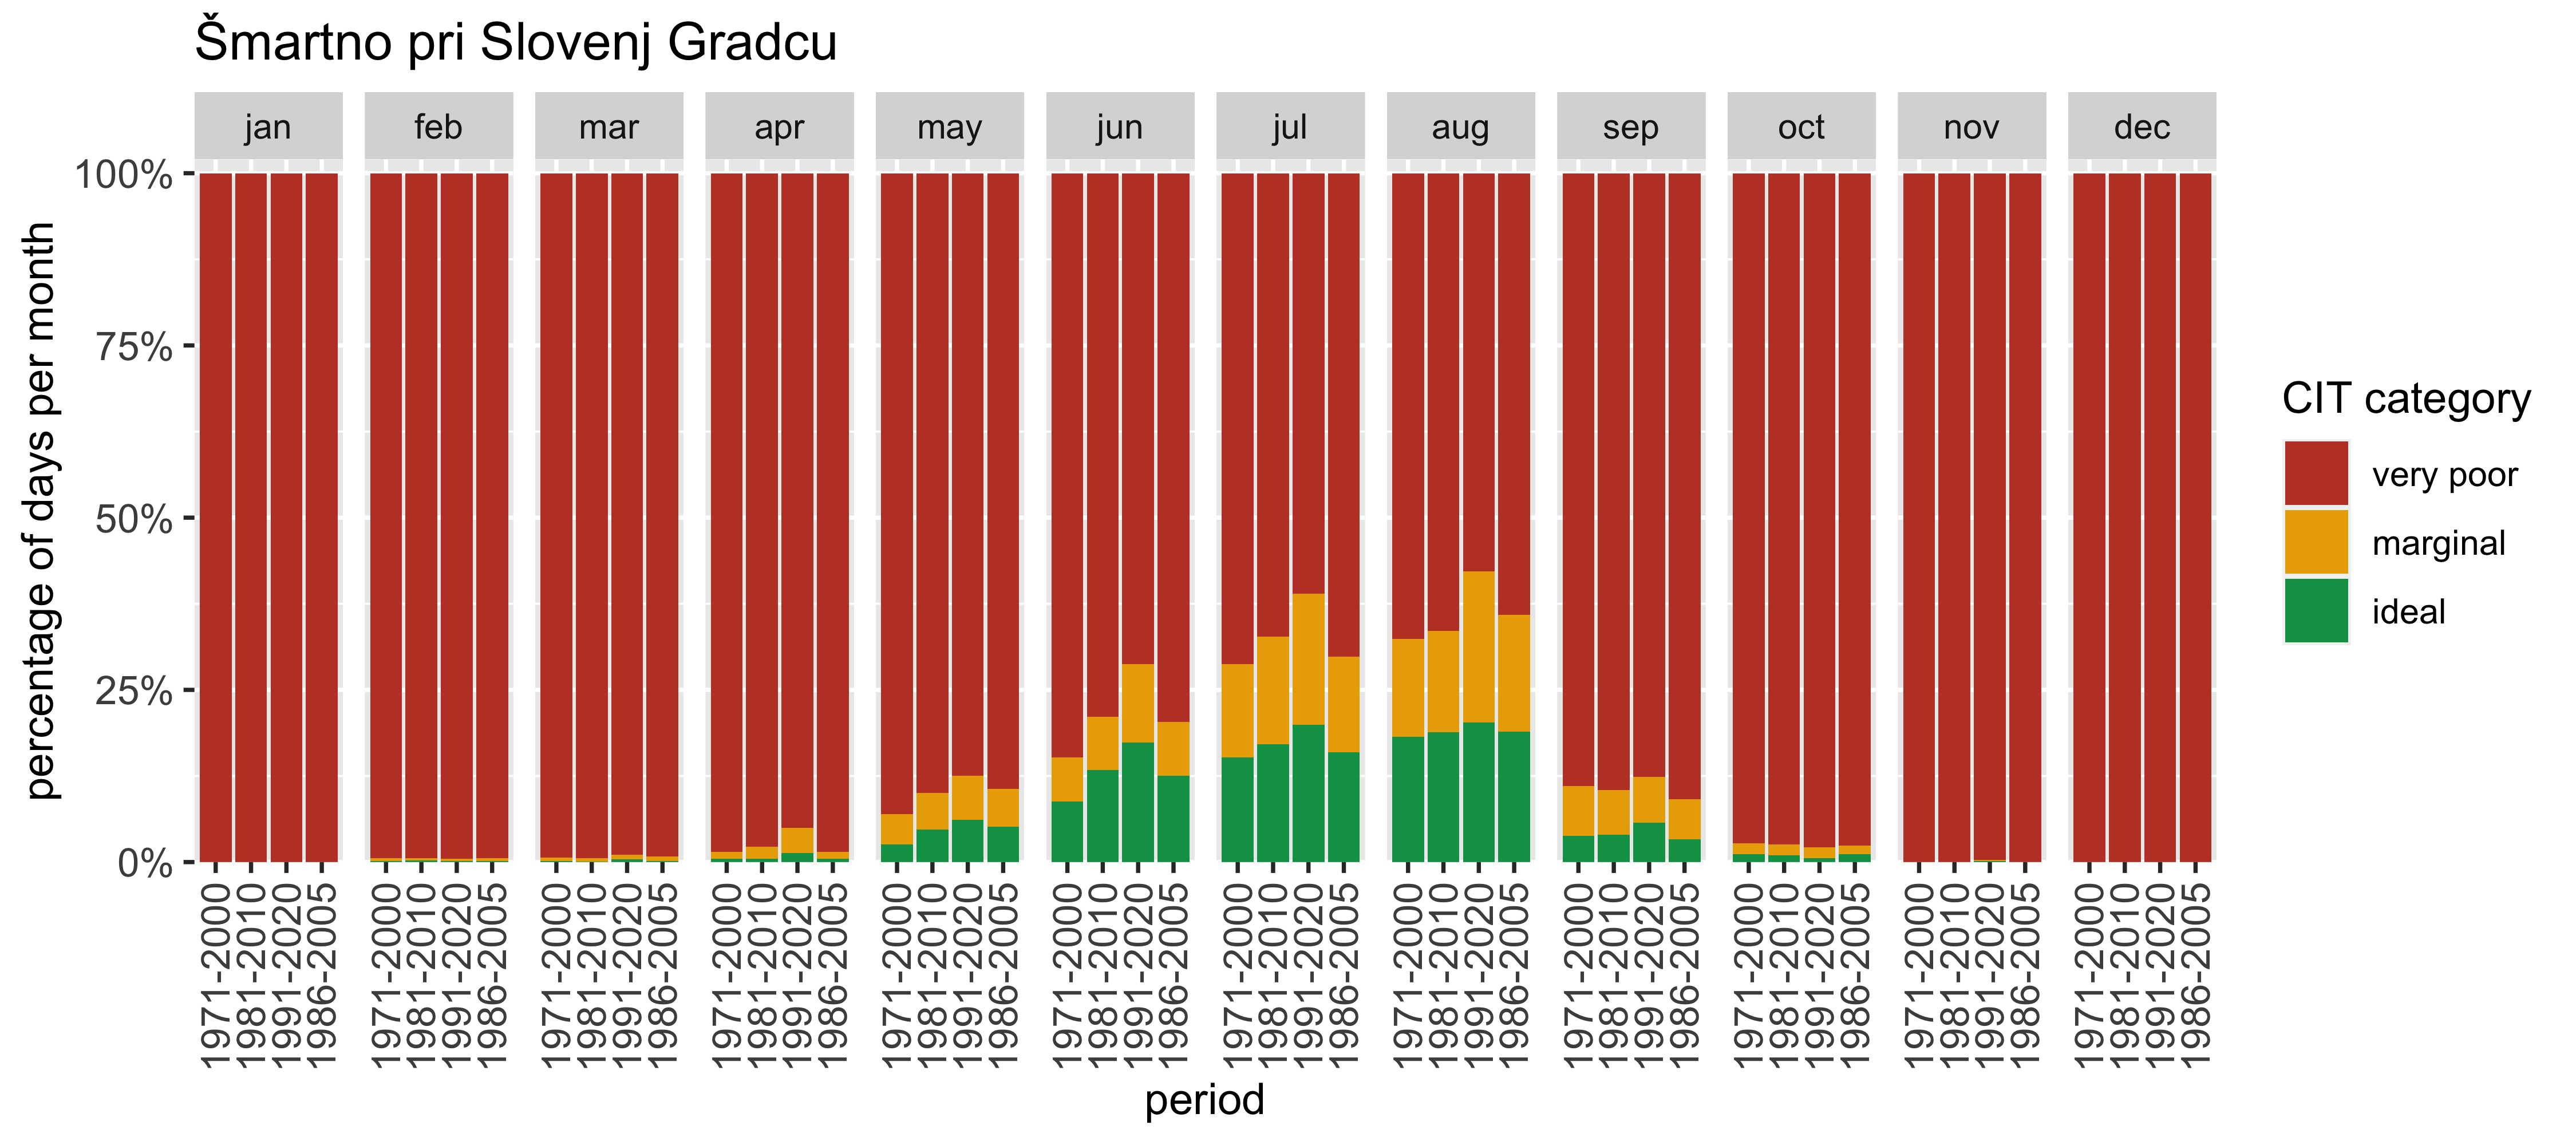 Šmartno pri Slovenj Gradcu
jan feb mar apr may jun jul aug sep oct nov dec
percentage of days per month
100%
75%
50%
25%
0%
1971-2000 1981-2010 1991-2020 1986-2005 1971-2000 1981-2010 1991-2020 1986-2005 1971-2000 1981-2010 1991-2020 1986-2005 1971-2000 1981-2010 1991-2020 1986-2005 1971-2000 1981-2010 1991-2020 1986-2005 1971-2000 1981-2010 1991-2020 1986-2005 1971-2000 1981-2010 1991-2020 1986-2005 1971-2000 1981-2010 1991-2020 1986-2005 1971-2000 1981-2010 1991-2020 1986-2005 1971-2000 1981-2010 1991-2020 1986-2005 1971-2000 1981-2010 1991-2020 1986-2005 1971-2000 1981-2010 1991-2020 1986-2005
period
CIT category
very poor
marginal
ideal